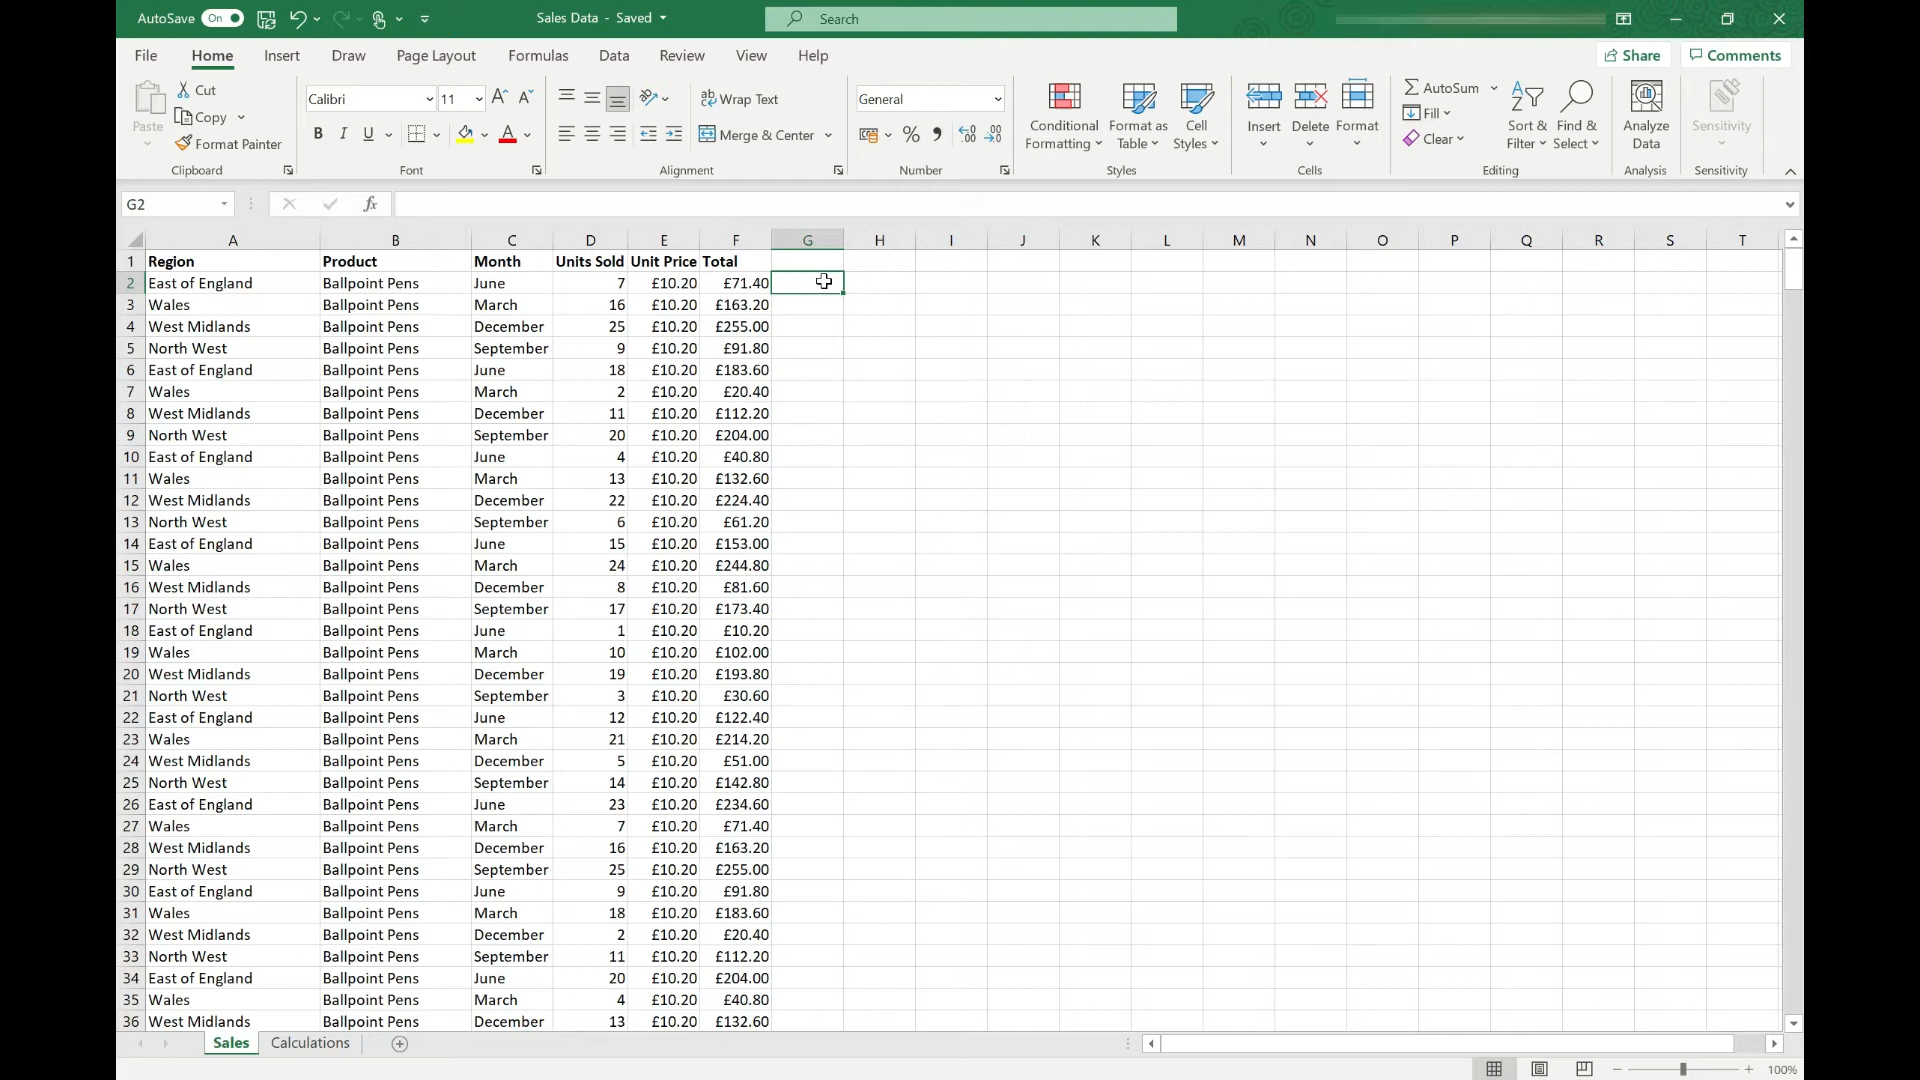 AutoSave On Sales Data - Saved Search
File Home Insert Draw Page Layout Formulas Data Review View Help Share Comments
Paste Cut Copy Format Painter Clipboard
Calibri 11 B I U A Font
Wrap Text Merge & Center Alignment
General % Number
Conditional Formatting Format as Table Cell Styles Styles
Insert Delete Format Cells
AutoSum Fill Clear Sort & Filter Find & Select Editing
Analyze Data Analysis
Sensitivity Sensitivity
G2 fx
A B C D E F G H I J K L M N O P Q R S T
1 Region Product Month Units Sold Unit Price Total
2 East of England Ballpoint Pens June 7 £10.20 £71.40
3 Wales Ballpoint Pens March 16 £10.20 £163.20
4 West Midlands Ballpoint Pens December 25 £10.20 £255.00
5 North West Ballpoint Pens September 9 £10.20 £91.80
6 East of England Ballpoint Pens June 18 £10.20 £183.60
7 Wales Ballpoint Pens March 2 £10.20 £20.40
8 West Midlands Ballpoint Pens December 11 £10.20 £112.20
9 North West Ballpoint Pens September 20 £10.20 £204.00
10 East of England Ballpoint Pens June 4 £10.20 £40.80
11 Wales Ballpoint Pens March 13 £10.20 £132.60
12 West Midlands Ballpoint Pens December 22 £10.20 £224.40
13 North West Ballpoint Pens September 6 £10.20 £61.20
14 East of England Ballpoint Pens June 15 £10.20 £153.00
15 Wales Ballpoint Pens March 24 £10.20 £244.80
16 West Midlands Ballpoint Pens December 8 £10.20 £81.60
17 North West Ballpoint Pens September 17 £10.20 £173.40
18 East of England Ballpoint Pens June 1 £10.20 £10.20
19 Wales Ballpoint Pens March 10 £10.20 £102.00
20 West Midlands Ballpoint Pens December 19 £10.20 £193.80
21 North West Ballpoint Pens September 3 £10.20 £30.60
22 East of England Ballpoint Pens June 12 £10.20 £122.40
23 Wales Ballpoint Pens March 21 £10.20 £214.20
24 West Midlands Ballpoint Pens December 5 £10.20 £51.00
25 North West Ballpoint Pens September 14 £10.20 £142.80
26 East of England Ballpoint Pens June 23 £10.20 £234.60
27 Wales Ballpoint Pens March 7 £10.20 £71.40
28 West Midlands Ballpoint Pens December 16 £10.20 £163.20
29 North West Ballpoint Pens September 25 £10.20 £255.00
30 East of England Ballpoint Pens June 9 £10.20 £91.80
31 Wales Ballpoint Pens March 18 £10.20 £183.60
32 West Midlands Ballpoint Pens December 2 £10.20 £20.40
33 North West Ballpoint Pens September 11 £10.20 £112.20
34 East of England Ballpoint Pens June 20 £10.20 £204.00
35 Wales Ballpoint Pens March 4 £10.20 £40.80
36 West Midlands Ballpoint Pens December 13 £10.20 £132.60
Sales Calculations
100%